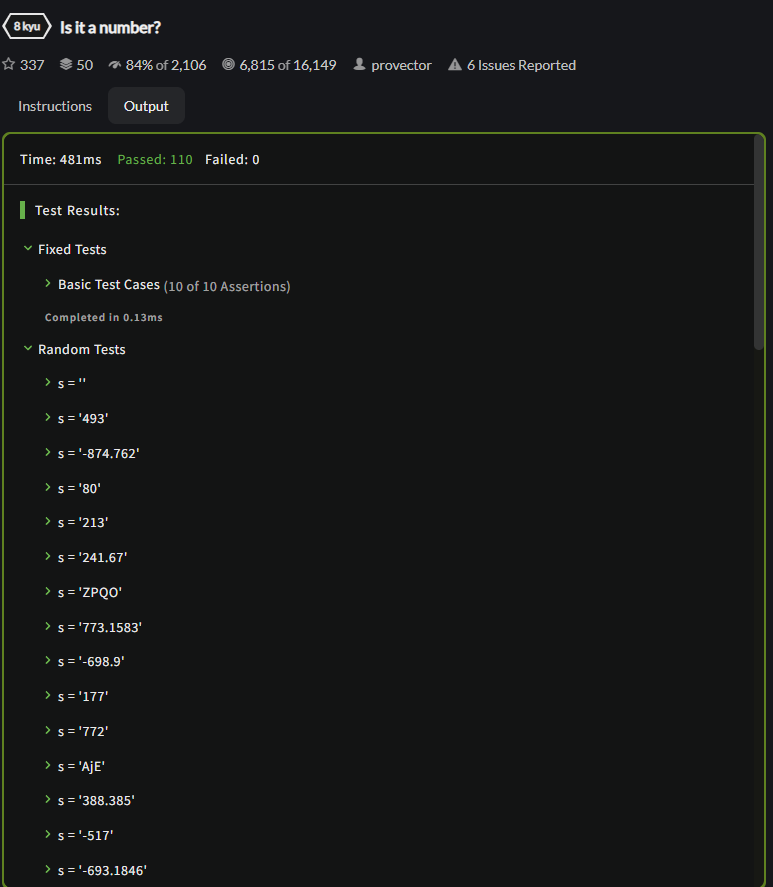 8 kyu Is it a number?
337 50 84% of 2,106 6,815 of 16,149 provector 6 Issues Reported
Instructions Output
Time: 481ms Passed: 110 Failed: 0
Test Results:
Fixed Tests
Basic Test Cases (10 of 10 Assertions)
Completed in 0.13ms
Random Tests
s = ''
s = '493'
s = '-874.762'
s = '80'
s = '213'
s = '241.67'
s = 'ZPQO'
s = '773.1583'
s = '-698.9'
s = '177'
s = '772'
s = 'AjE'
s = '388.385'
s = '-517'
s = '-693.1846'